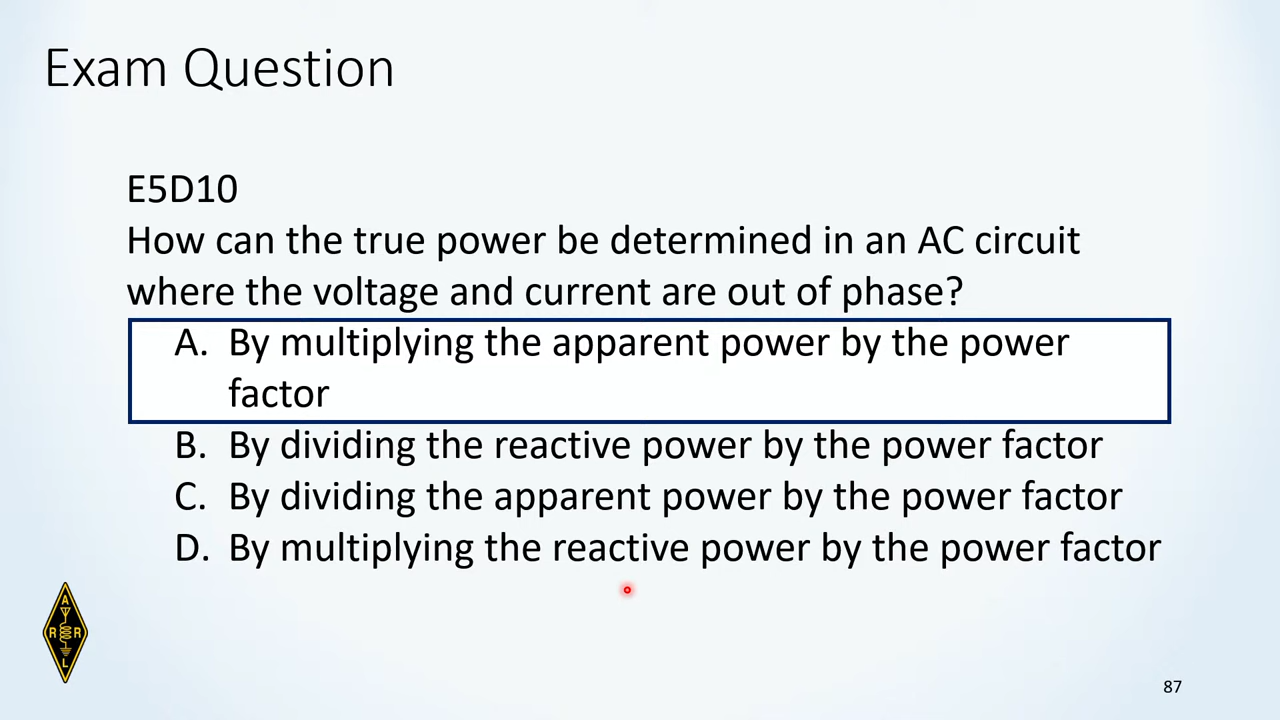 Exam Question
E5D10
How can the true power be determined in an AC circuit
where the voltage and current are out of phase?
A. By multiplying the apparent power by the power
factor
B. By dividing the reactive power by the power factor
C. By dividing the apparent power by the power factor
D. By multiplying the reactive power by the power factor
A
R R
L
87